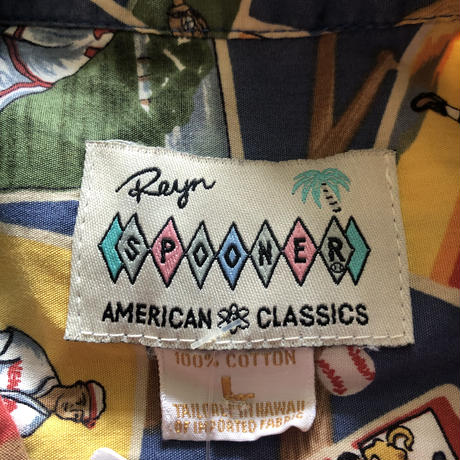 Reyn
SPOONER
AMERICAN CLASSICS
100% COTTON
L
TAILORED IN HAWAII
OF IMPORTED FABRIC